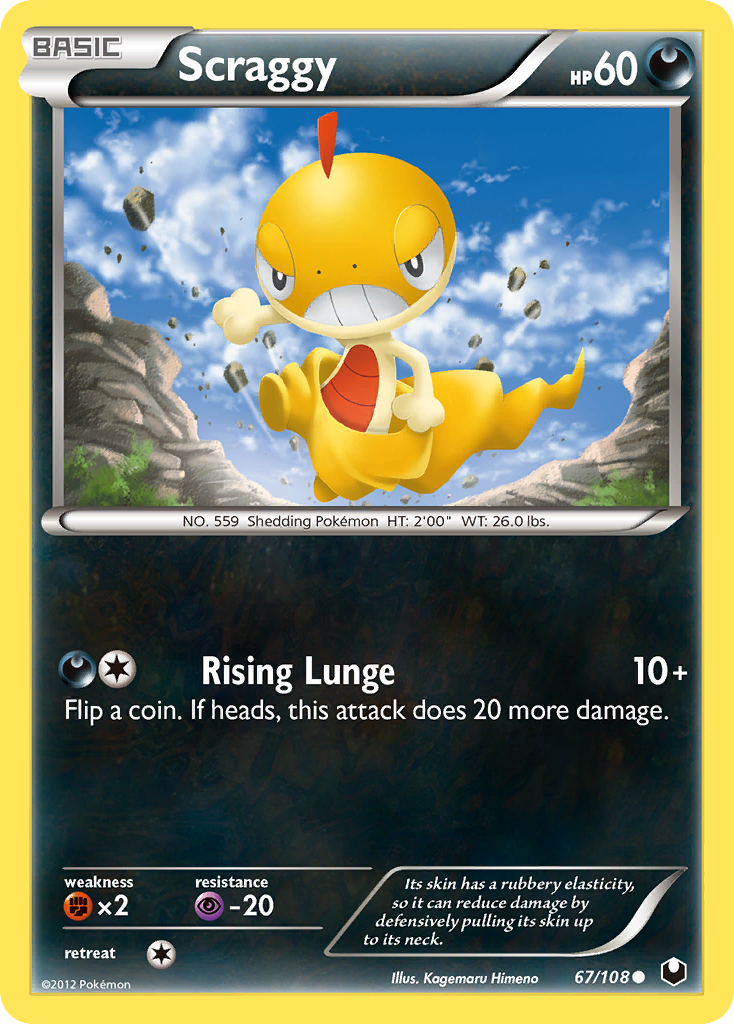 BASIC
Scraggy
HP60
NO. 559 Shedding Pokémon HT: 2'00" WT: 26.0 lbs.
Rising Lunge 10+
Flip a coin. If heads, this attack does 20 more damage.
weakness resistance
×2 -20
retreat
Its skin has a rubbery elasticity,
so it can reduce damage by
defensively pulling its skin up
to its neck.
©2012 Pokémon
Illus. Kagemaru Himeno
67/108